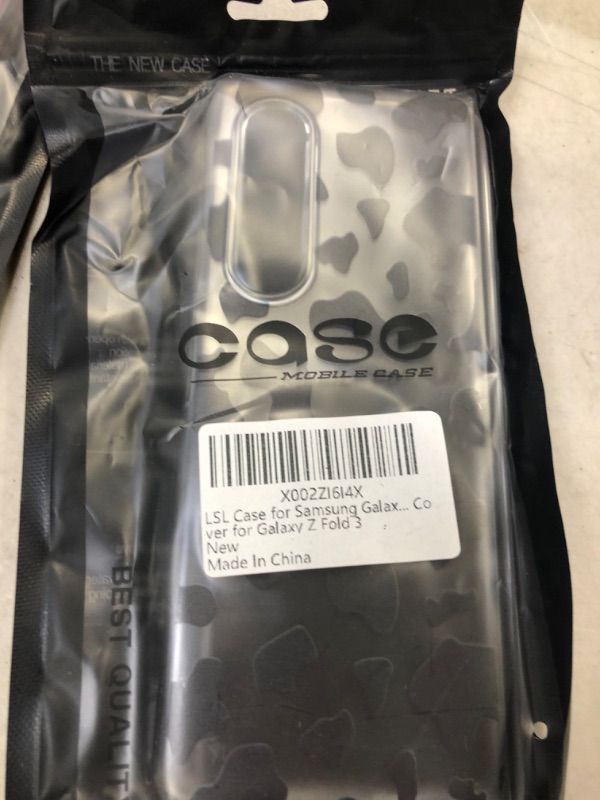 THE NEW CASE
case
MOBILE CASE
X002ZI6I4X
LSL Case for Samsung Galax... Co
ver for Galaxy Z Fold 3
New
Made In China
BEST QUALIT